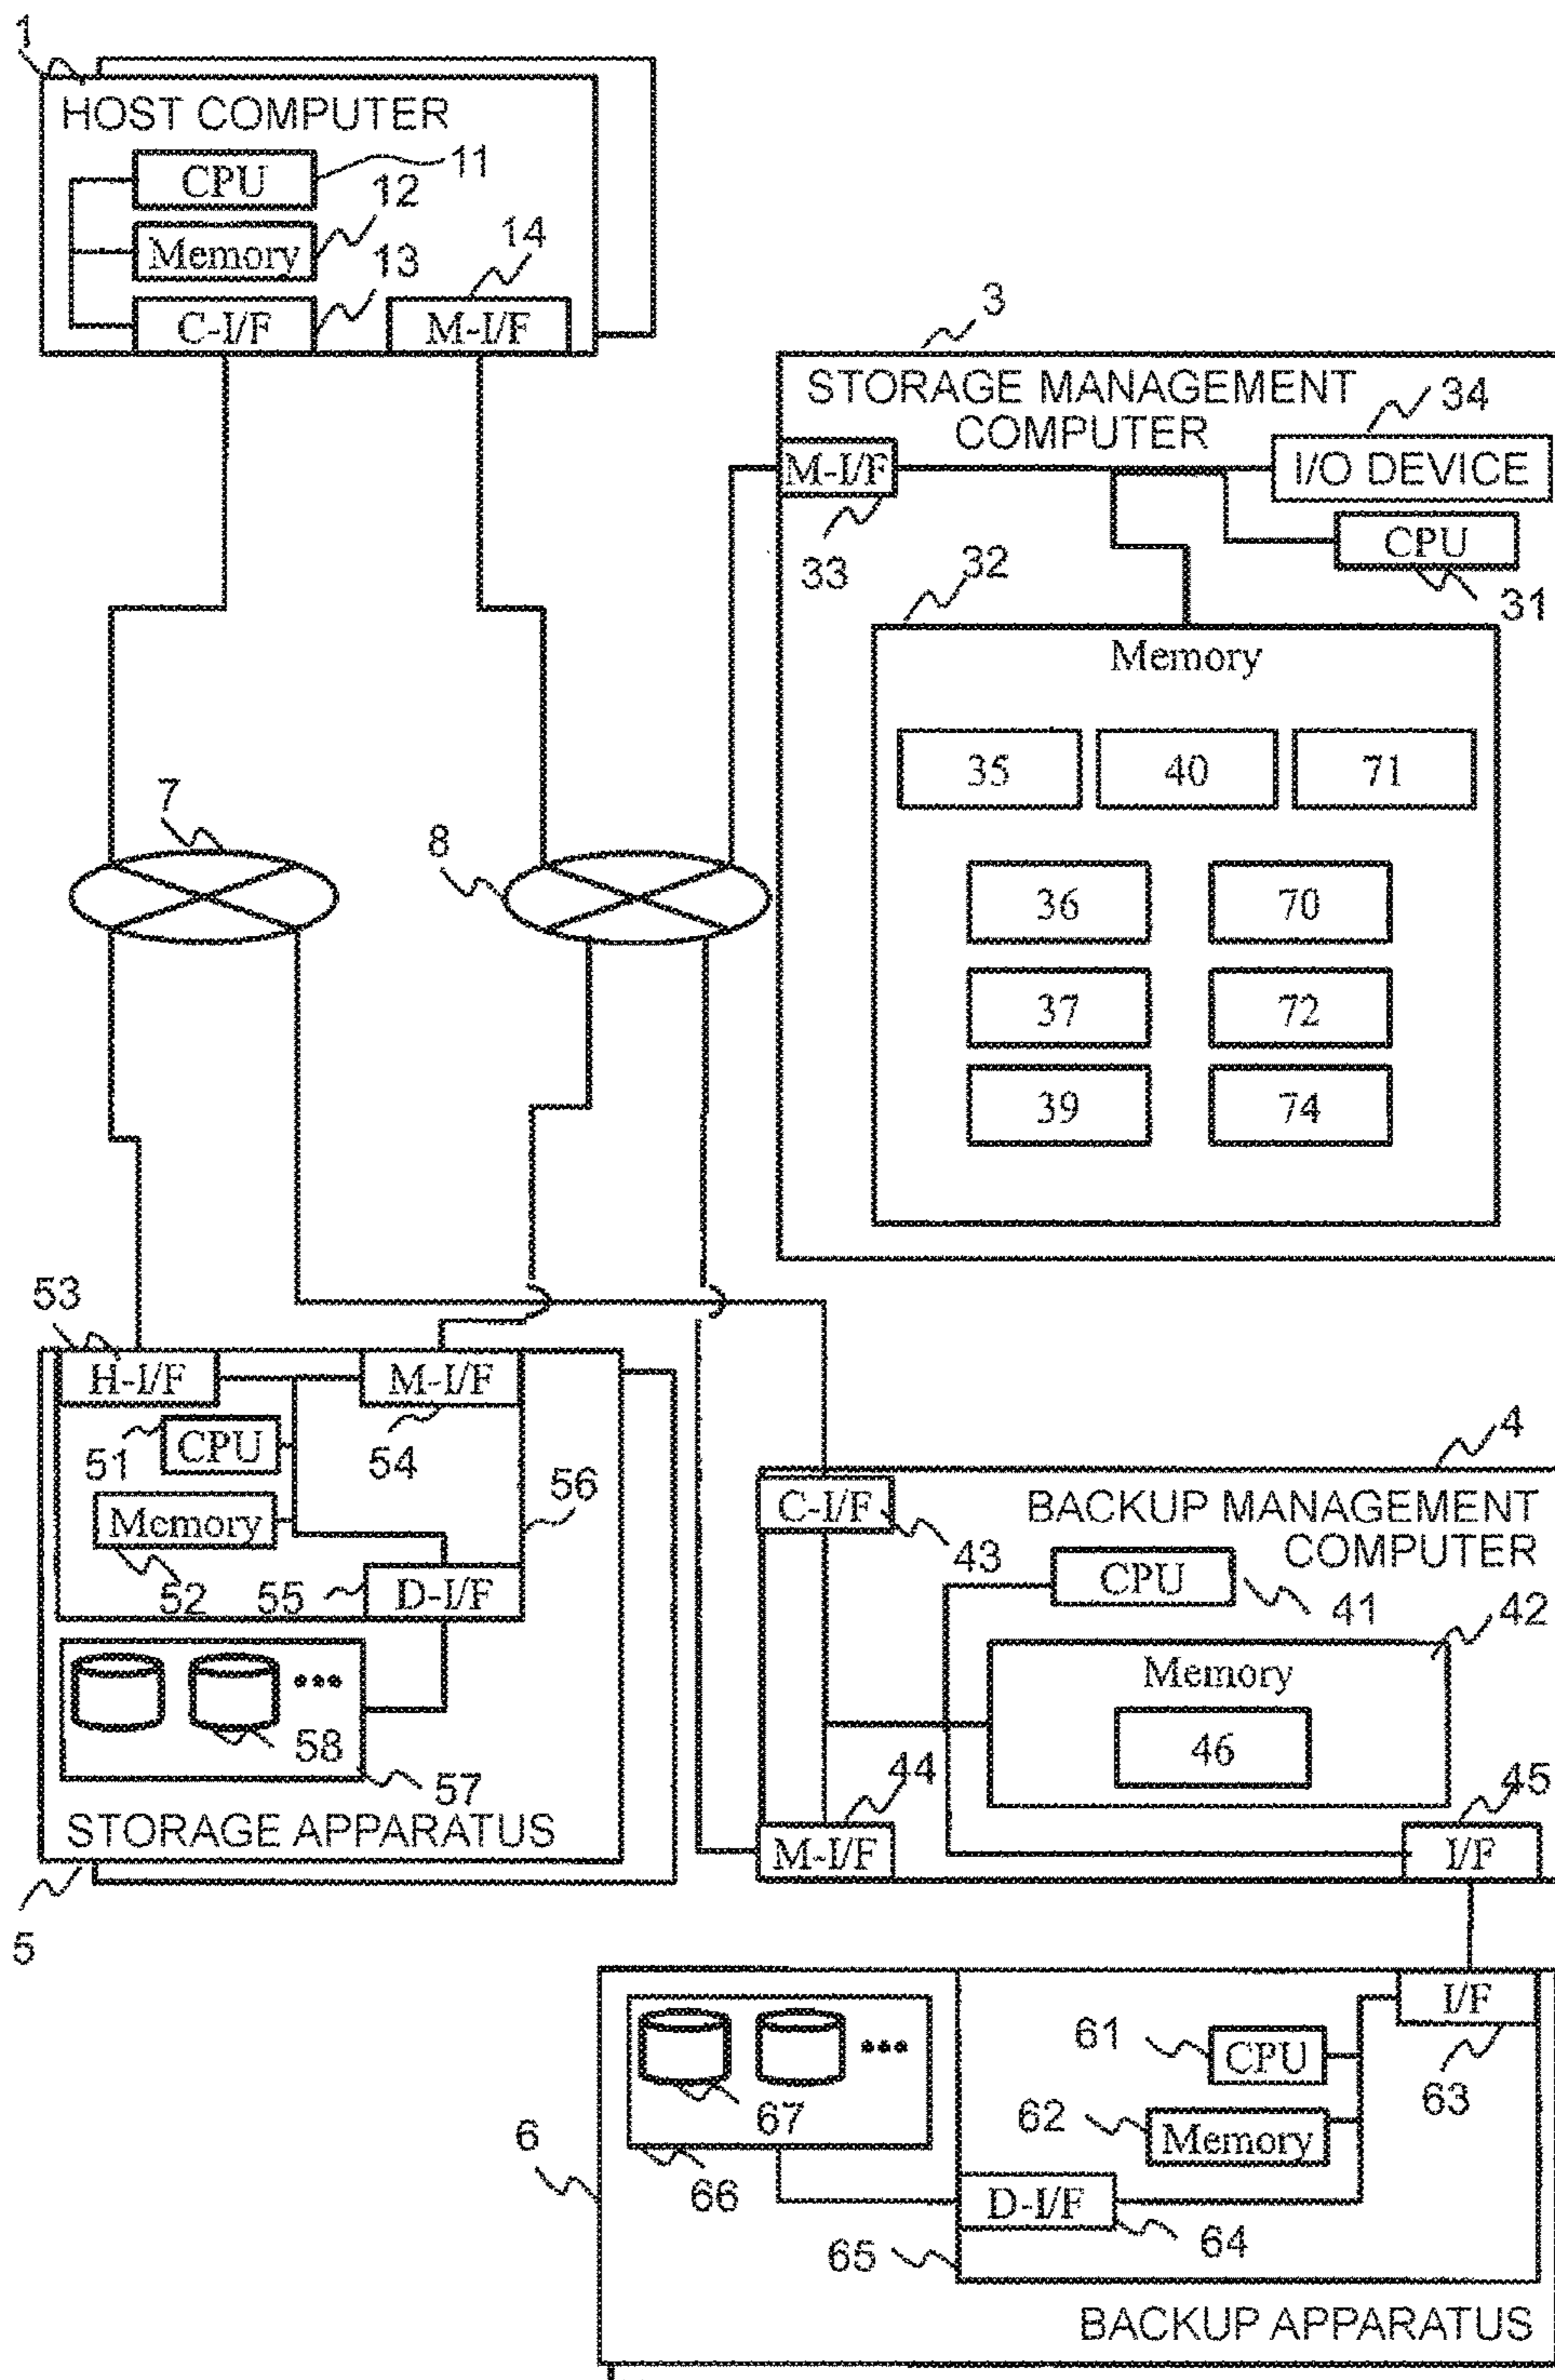 1
HOST COMPUTER
CPU
11
Memory
12
C-I/F
13
M-I/F
14
3
STORAGE MANAGEMENT
COMPUTER
34
M-I/F
I/O DEVICE
33
CPU
31
32
Memory
35
40
71
36
70
37
72
39
74
7
8
53
H-I/F
M-I/F
CPU
51
54
56
Memory
52
55
D-I/F
•••
58
57
STORAGE APPARATUS
5
4
C-I/F
BACKUP MANAGEMENT
COMPUTER
43
CPU
41
42
Memory
46
44
45
M-I/F
I/F
I/F
61
CPU
63
•••
67
62
Memory
6
66
D-I/F
64
65
BACKUP APPARATUS